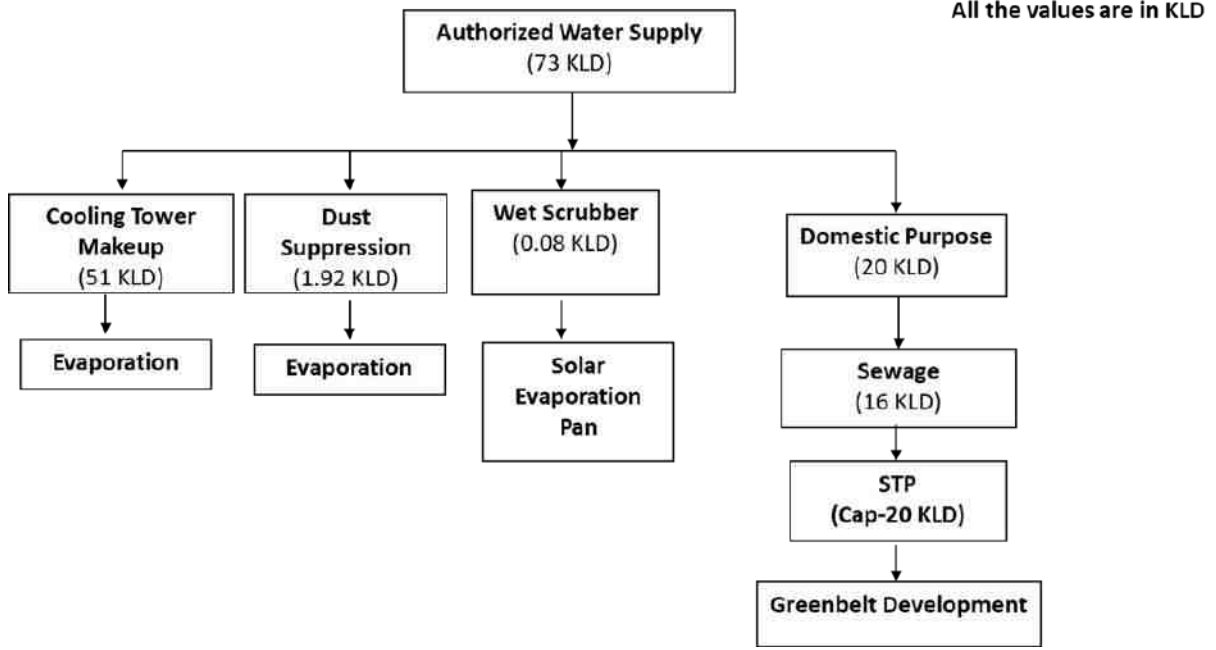 All the values are in KLD
Authorized Water Supply
(73 KLD)
Cooling Tower
Makeup
(51 KLD)
Dust
Suppression
(1.92 KLD)
Wet Scrubber
(0.08 KLD)
Domestic Purpose
(20 KLD)
Evaporation
Evaporation
Solar
Evaporation
Pan
Sewage
(16 KLD)
STP
(Cap-20 KLD)
Greenbelt Development